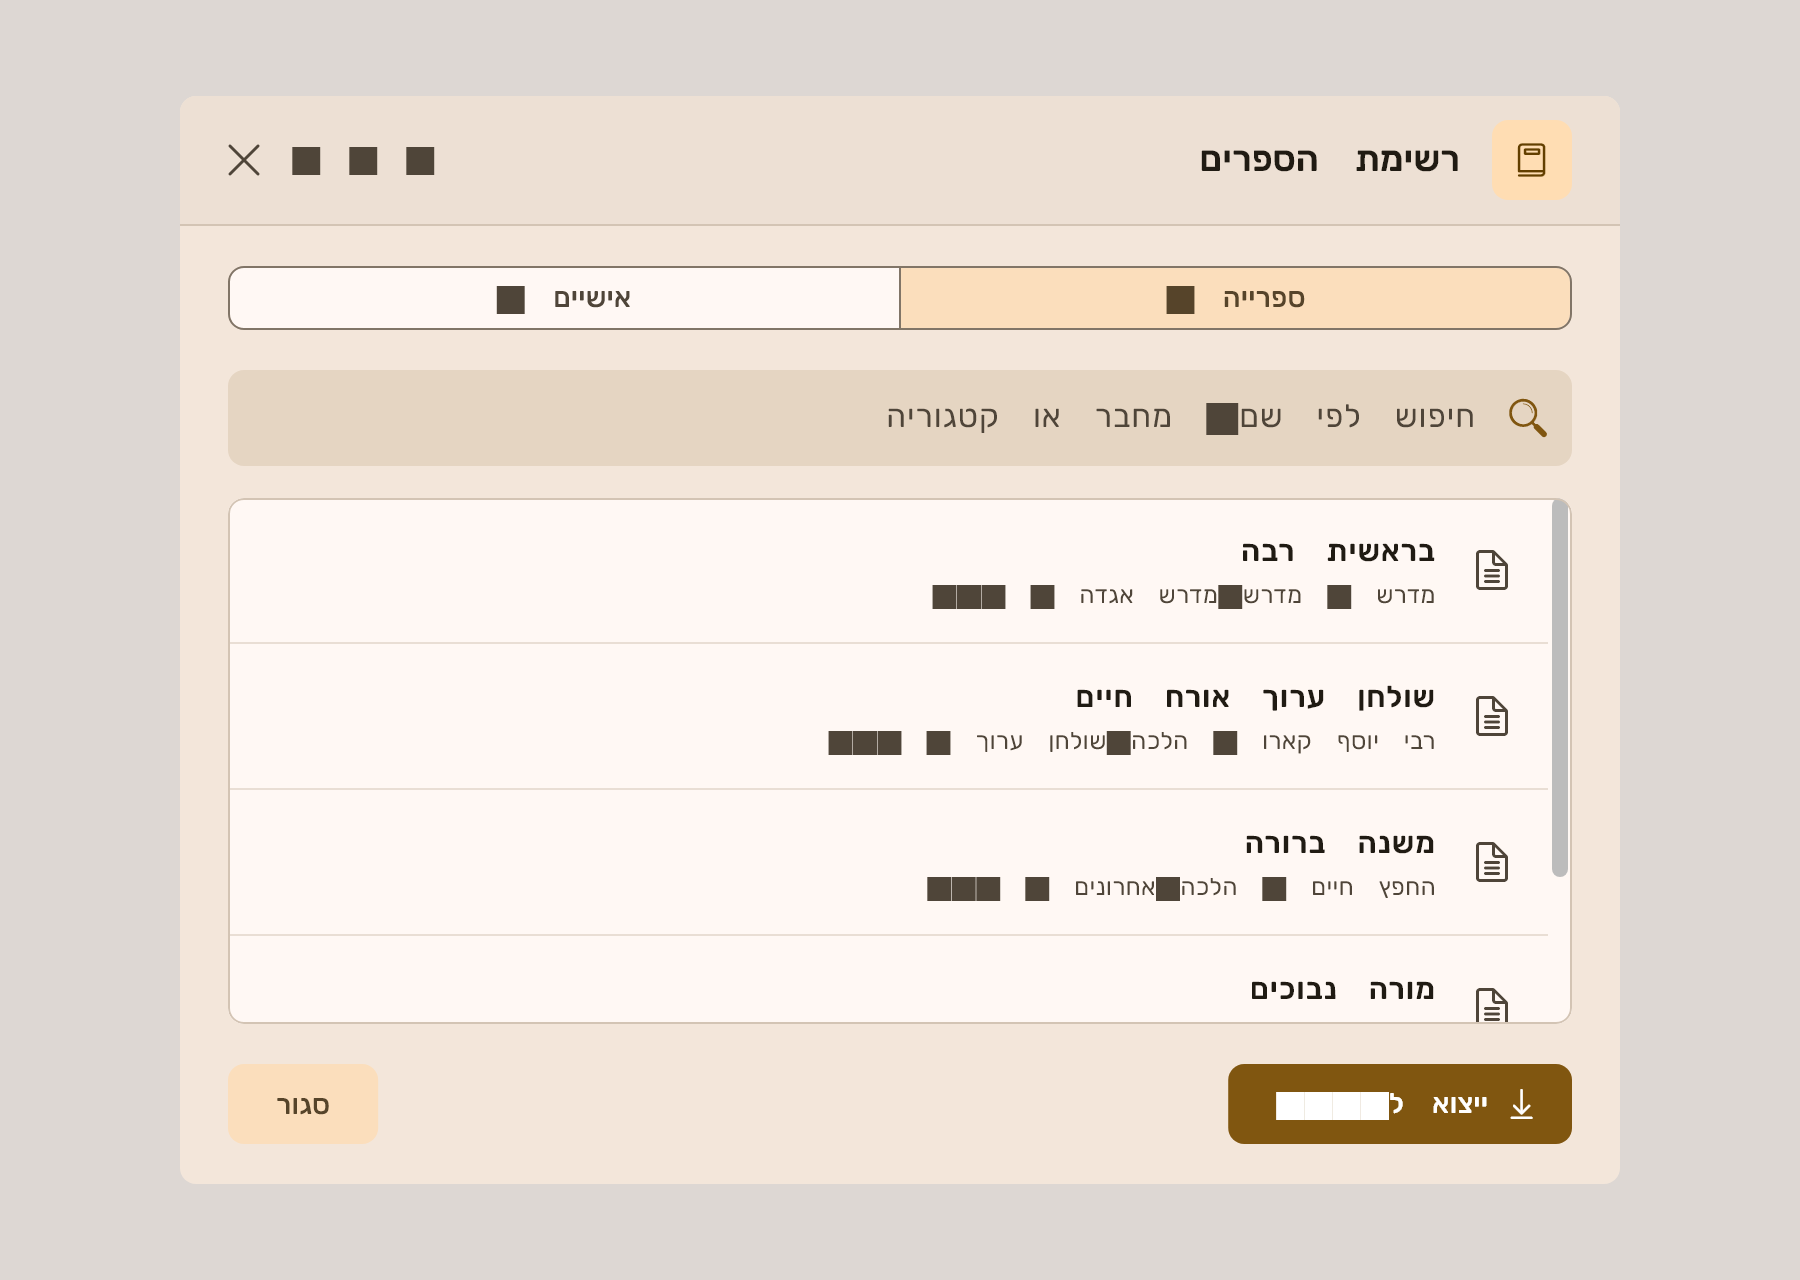 רשימת הספרים
ספרייה
אישיים
חיפוש לפי שם מחבר או קטגוריה
בראשית רבה
מדרש מדרש מדרש אגדה
שולחן ערוך אורח חיים
רבי יוסף קארו הלכה שולחן ערוך
משנה ברורה
החפץ חיים הלכה אחרונים
מורה נבוכים
ייצוא ל
סגור